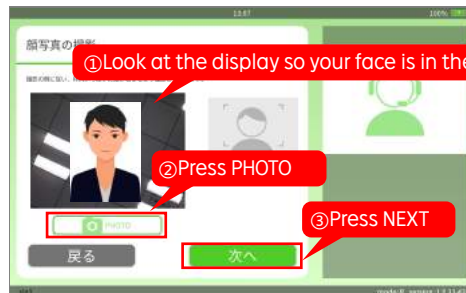 13:07
100%
顔写真の撮影
①Look at the display so your face is in the
②Press PHOTO
PHOTO
③Press NEXT
戻る
次へ